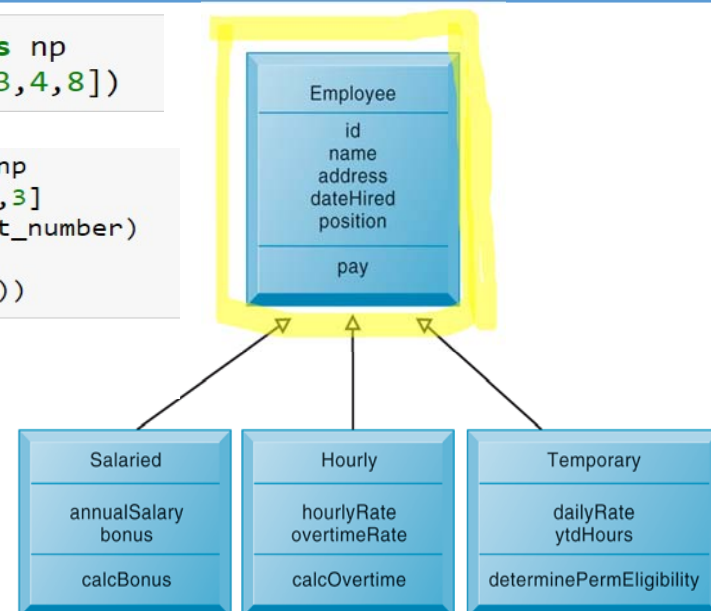 s np
3,4,8])
np
,3]
t_number)
))
Employee
id
name
address
dateHired
position
pay
Salaried
annualSalary
bonus
calcBonus
Hourly
hourlyRate
overtimeRate
calcOvertime
Temporary
dailyRate
ytdHours
determinePermEligibility